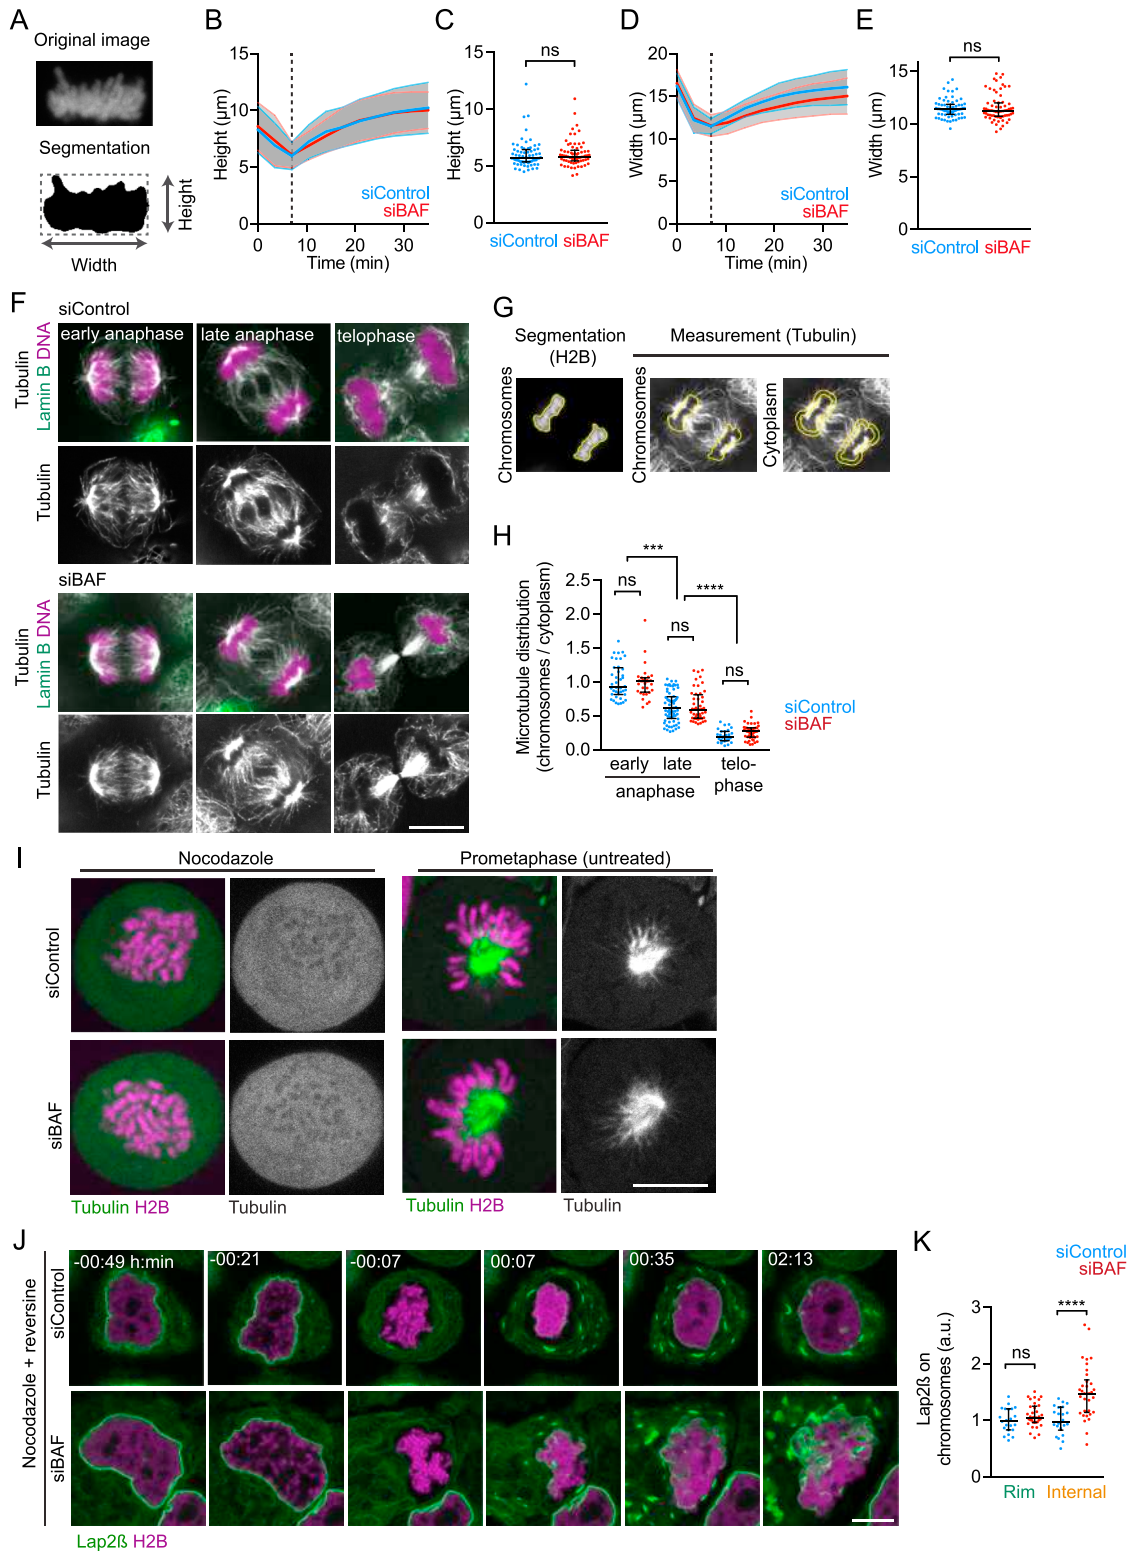 A
Original image
Segmentation
Height
Width
B
Height (µm)
15
10
5
0
0 10 20 30
Time (min)
siControl
siBAF
C
ns
Height (µm)
15
10
5
0
siControl siBAF
D
Width (µm)
20
15
10
5
0
0 10 20 30
Time (min)
siControl
siBAF
E
ns
Width (µm)
15
10
5
0
siControl siBAF
F
siControl
early anaphase late anaphase telophase
Tubulin
Lamin B DNA
Tubulin
siBAF
Tubulin
Lamin B DNA
Tubulin
G
Segmentation
(H2B)
Measurement (Tubulin)
Chromosomes
Chromosomes
Cytoplasm
H
Microtubule distribution
(chromosomes / cytoplasm)
2.5
2.0
1.5
1.0
0.5
0.0
***
****
ns
ns
ns
early late telo-
anaphase phase
siControl
siBAF
I
Nocodazole Prometaphase (untreated)
siControl
siBAF
Tubulin H2B Tubulin Tubulin H2B Tubulin
J
Nocodazole + reversine
siControl
siBAF
-00:49 h:min -00:21 -00:07 00:07 00:35 02:13
Lap2ß H2B
K
siControl
siBAF
Lap2ß on
chromosomes (a.u.)
3
2
1
0
ns
****
Rim Internal